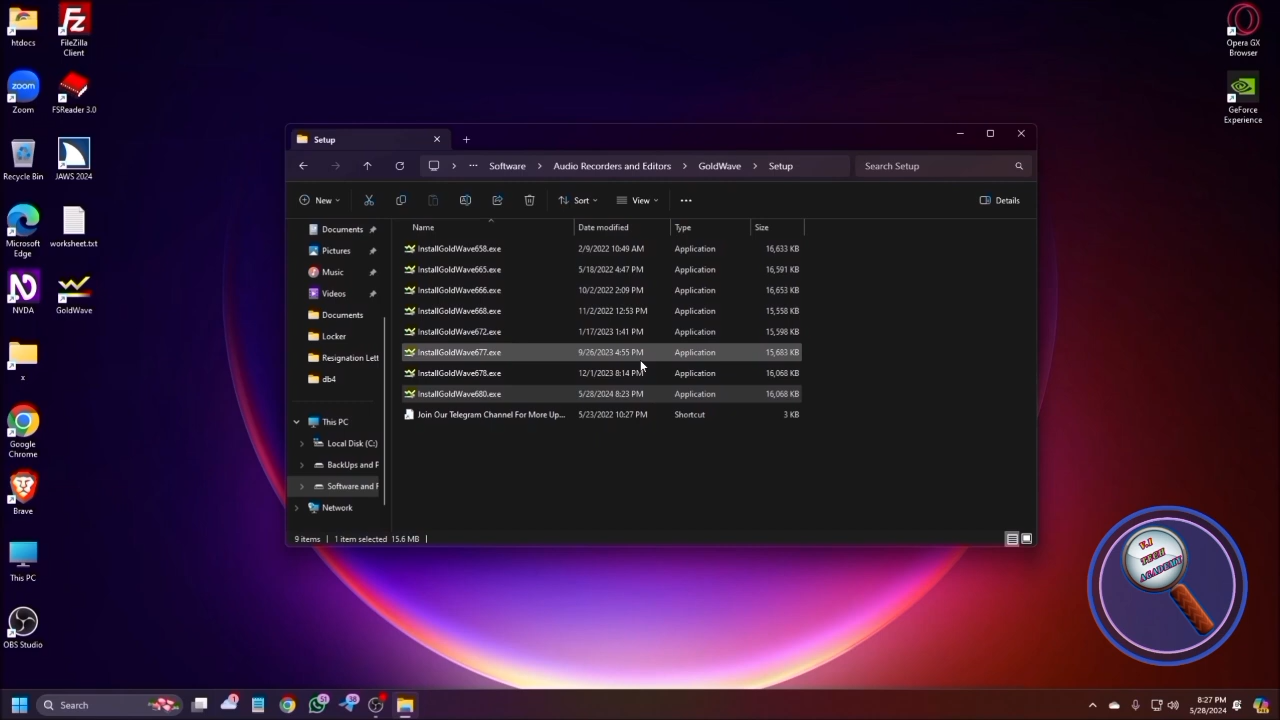 htdocs
FileZilla
Client
Zoom
zoom
FSReader 3.0
Recycle Bin
JAWS 2024
Microsoft
Edge
worksheet.txt
NVDA
GoldWave
x
Google
Chrome
Brave
This PC
OBS Studio
Opera GX
Browser
GeForce
Experience
Setup
Software > Audio Recorders and Editors > GoldWave > Setup
Search Setup
New
Sort
View
Details
Name Date modified Type Size
Documents
Pictures
Music
Videos
Documents
Locker
Resignation Lett
db4
This PC
Local Disk (C:)
BackUps and F
Software and F
Network
InstallGoldWave658.exe 2/9/2022 10:49 AM Application 16,633 KB
InstallGoldWave665.exe 5/18/2022 4:47 PM Application 16,591 KB
InstallGoldWave666.exe 10/2/2022 2:09 PM Application 16,653 KB
InstallGoldWave668.exe 11/2/2022 12:53 PM Application 15,558 KB
InstallGoldWave672.exe 1/17/2023 1:41 PM Application 15,598 KB
InstallGoldWave677.exe 9/26/2023 4:55 PM Application 15,683 KB
InstallGoldWave678.exe 12/1/2023 8:14 PM Application 16,068 KB
InstallGoldWave680.exe 5/28/2024 8:23 PM Application 16,068 KB
Join Our Telegram Channel For More Up... 5/23/2022 10:27 PM Shortcut 3 KB
9 items | 1 item selected 15.6 MB |
V.I
TECH
ACADEMY
Search
1
51
38
8:27 PM
5/28/2024